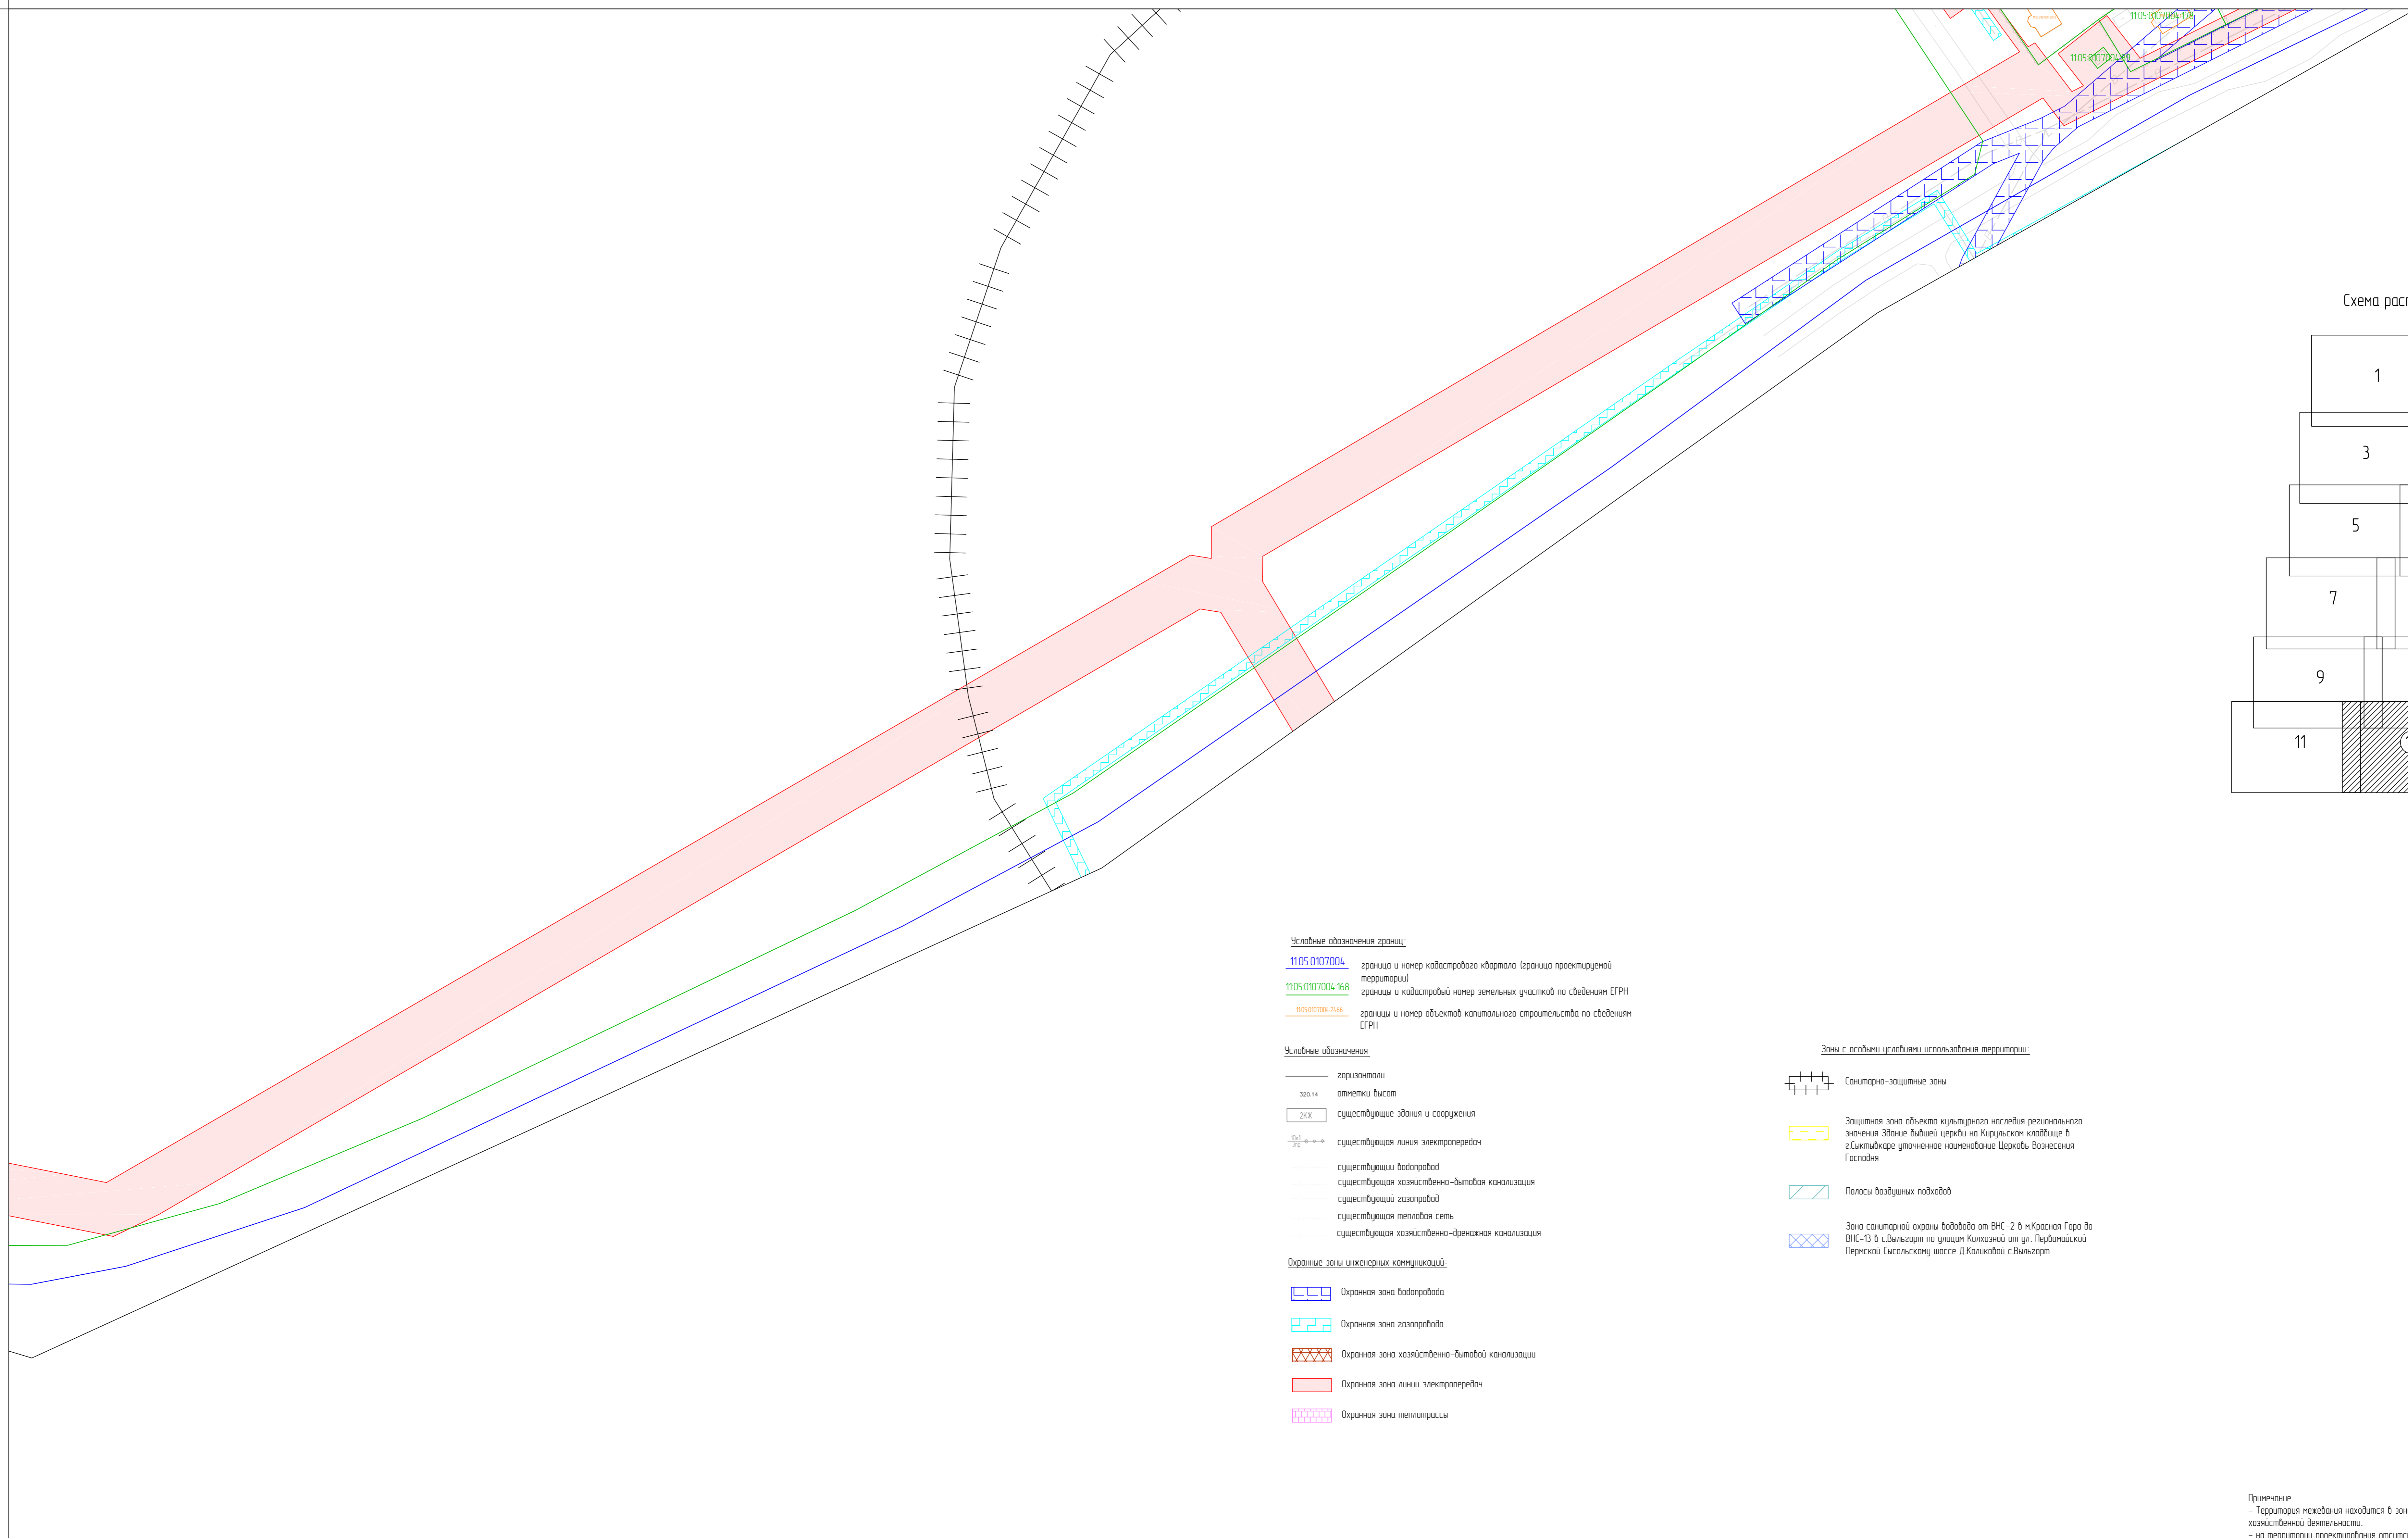 11:05:0107004:178
11:05:0107004:
Схема
1
3
5
7
9
11
Условные обозначения границ:
11:05:0107004
граница и номер кадастрового квартала (граница проектируемой
территории)
11:05:0107004:168
границы и кадастровый номер земельных участков по сведениям ЕГРН
11:05:0107004:2466
границы и номер объектов капитального строительства по сведениям
ЕГРН
Условные обозначения:
горизонтали
320.14
отметки высот
2КЖ
существующие здания и сооружения
существующая линия электропередач
существующий водопровод
существующая хозяйственно-бытовая канализация
существующий газопровод
существующая тепловая сеть
существующая хозяйственно-дренажная канализация
Охранные зоны инженерных коммуникаций:
Охранная зона водопровода
Охранная зона газопровода
Охранная зона хозяйственно-бытовой канализации
Охранная зона линии электропередач
Охранная зона теплотрассы
Зоны с особыми условиями использования территории:
Санитарно-защитные зоны
Защитная зона объекта культурного наследия регионального
значения Здание бывшей церкви на Кирульском кладбище в
г.Сыктывкаре уточненное наименование Церковь Вознесения
Господня
Полосы воздушных подходов
Зона санитарной охраны водовода от ВНС-2 в м.Красная Гора до
ВНС-13 в с.Выльгорт по улицам Колхозной от ул. Первомайской
Пермской Сысольскому шоссе Д.Каликовой с.Выльгорт
Примечание
- Территория межевания находится в зон
хозяйственной деятельности.
- на территории проектирования